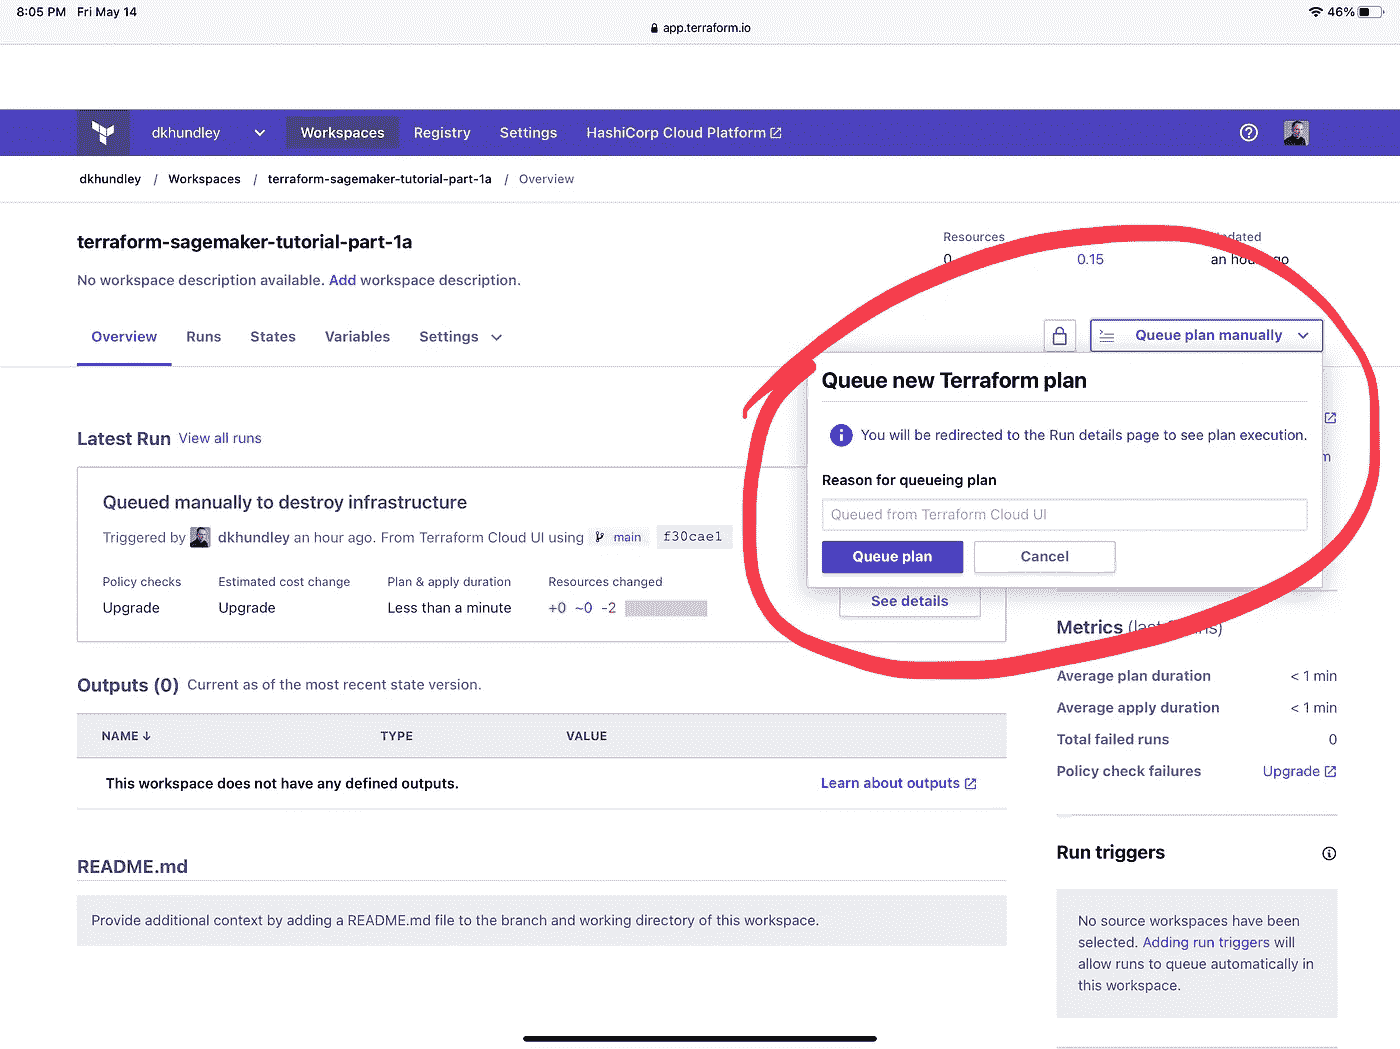 8:05 PM Fri May 14
46%
app.terraform.io
dkhundley Workspaces Registry Settings HashiCorp Cloud Platform
dkhundley / Workspaces / terraform-sagemaker-tutorial-part-1a / Overview
terraform-sagemaker-tutorial-part-1a
No workspace description available. Add workspace description.
Resources
0 0.15 an hour ago
Overview Runs States Variables Settings
Queue plan manually
Queue new Terraform plan
You will be redirected to the Run details page to see plan execution.
Reason for queueing plan
Queued from Terraform Cloud UI
Queue plan Cancel
Latest Run View all runs
Queued manually to destroy infrastructure
Triggered by dkhundley an hour ago. From Terraform Cloud UI using main f30cae1
Policy checks Estimated cost change Plan & apply duration Resources changed
Upgrade Upgrade Less than a minute +0 ~0 -2
See details
Outputs (0) Current as of the most recent state version.
NAME TYPE VALUE
This workspace does not have any defined outputs. Learn about outputs
README.md
Provide additional context by adding a README.md file to the branch and working directory of this workspace.
Metrics
Average plan duration < 1 min
Average apply duration < 1 min
Total failed runs 0
Policy check failures Upgrade
Run triggers
No source workspaces have been
selected. Adding run triggers will
allow runs to queue automatically in
this workspace.